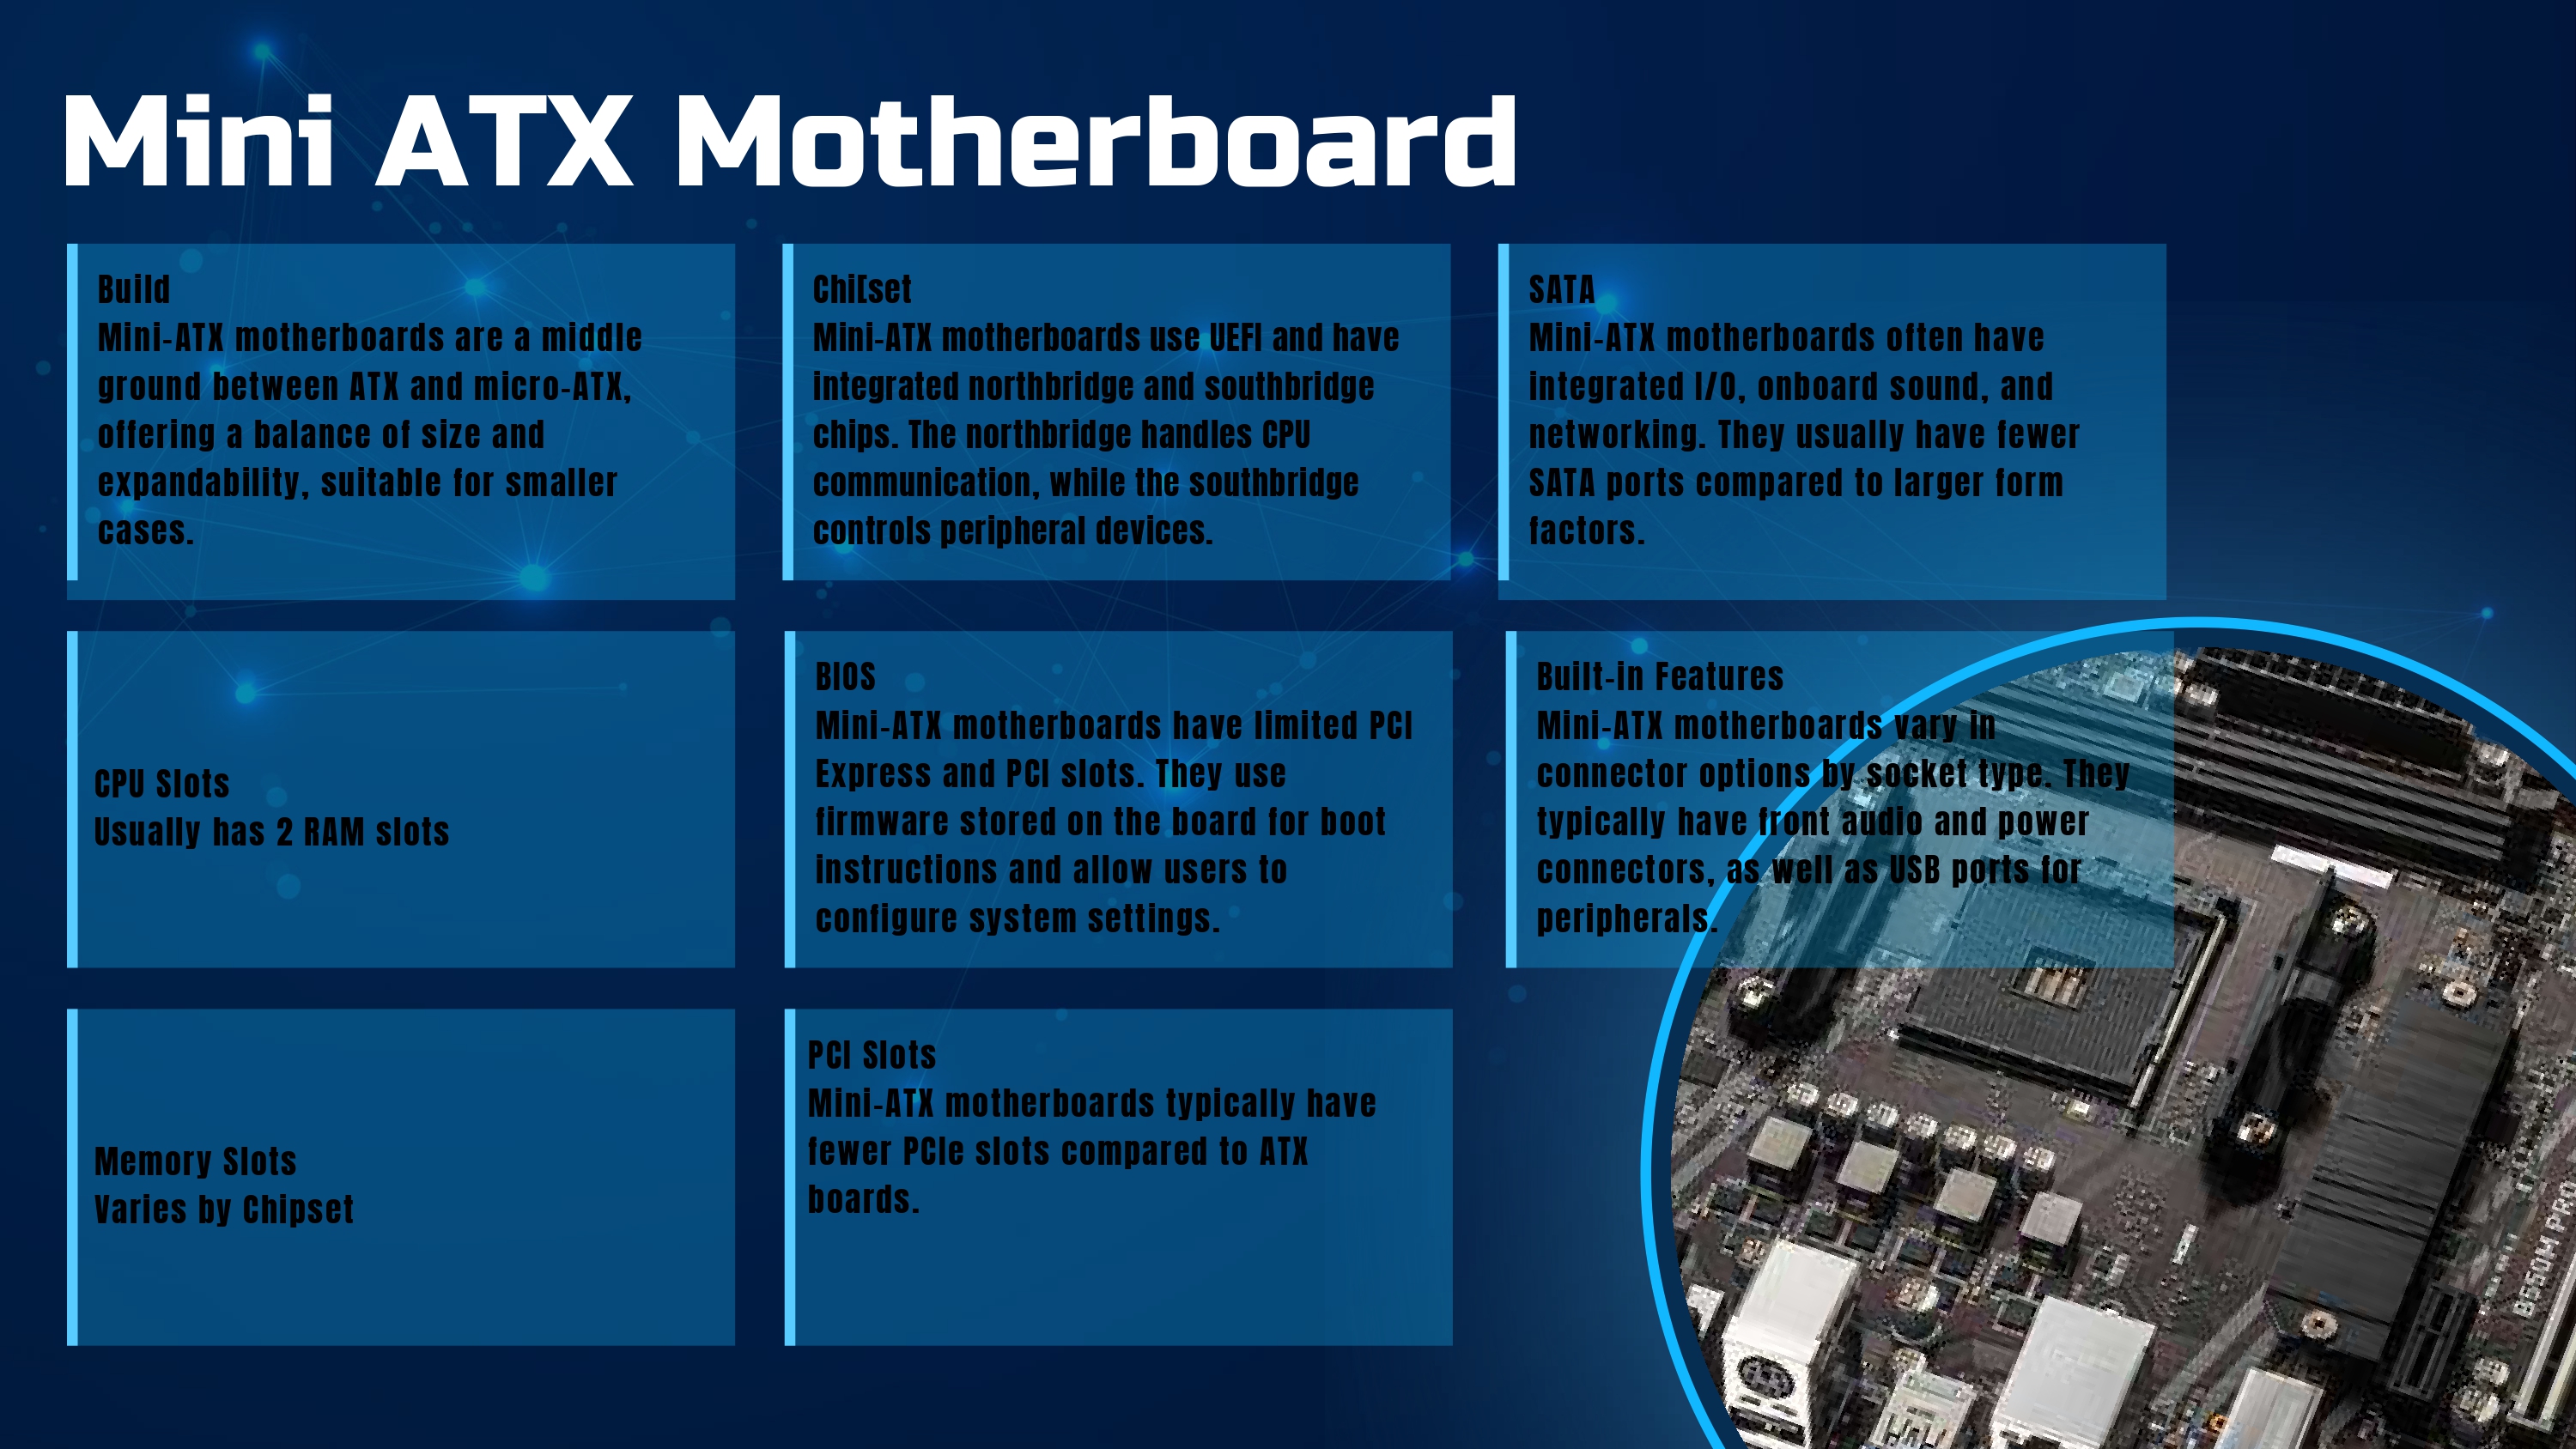 Mini ATX Motherboard
Build
Mini-ATX motherboards are a middle
ground between ATX and micro-ATX,
offering a balance of size and
expandability, suitable for smaller
cases.
Chi[set
Mini-ATX motherboards use UEFI and have
integrated northbridge and southbridge
chips. The northbridge handles CPU
communication, while the southbridge
controls peripheral devices.
SATA
Mini-ATX motherboards often have
integrated I/O, onboard sound, and
networking. They usually have fewer
SATA ports compared to larger form
factors.
CPU Slots
Usually has 2 RAM slots
BIOS
Mini-ATX motherboards have limited PCI
Express and PCI slots. They use
firmware stored on the board for boot
instructions and allow users to
configure system settings.
Built-in Features
Mini-ATX motherboards vary in
connector options by socket type. They
typically have front audio and power
connectors, as well as USB ports for
peripherals.
Memory Slots
Varies by Chipset
PCI Slots
Mini-ATX motherboards typically have
fewer PCIe slots compared to ATX
boards.